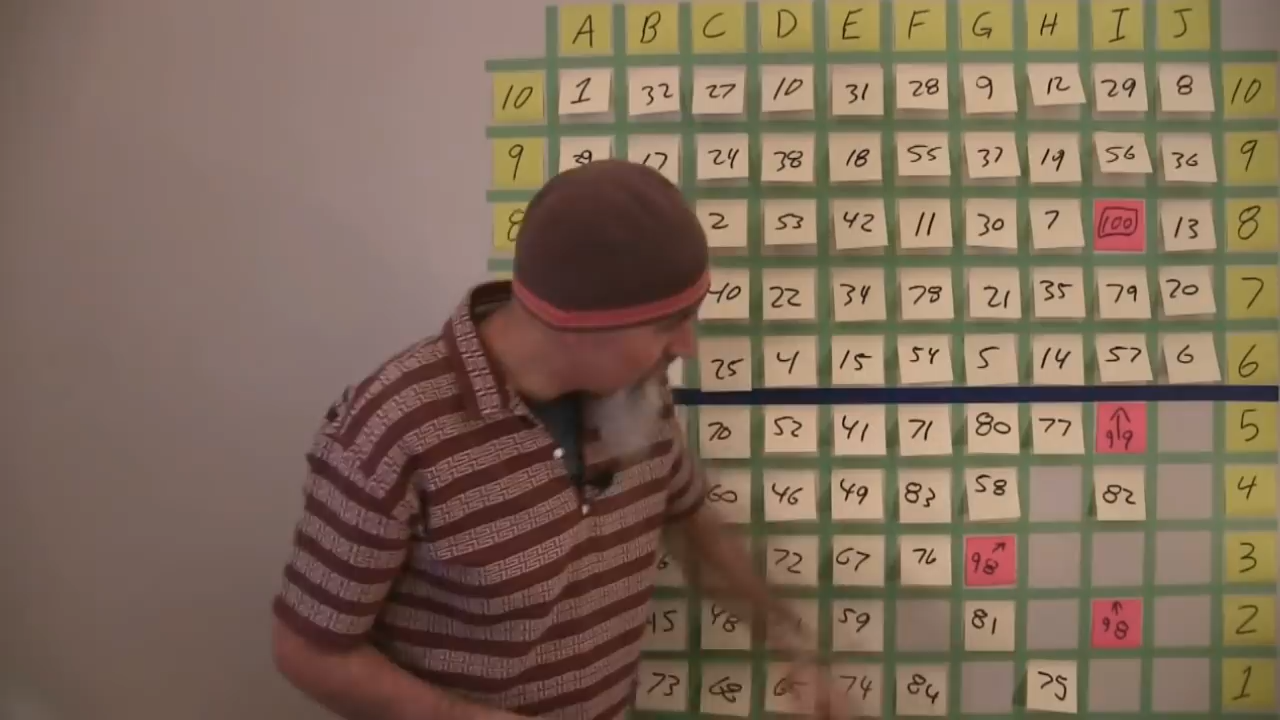 A B C D E F G H I J
10 1 32 27 10 31 28 9 12 29 8 10
9 39 17 24 38 18 55 37 19 56 36 9
8 2 53 42 11 30 7 100 13 8
40 22 34 78 21 35 79 20 7
25 4 15 54 5 14 57 6 6
70 52 41 71 80 77 99 5
60 46 49 83 58 82 4
72 67 76 98 3
45 48 59 81 98 2
73 68 74 84 75 1